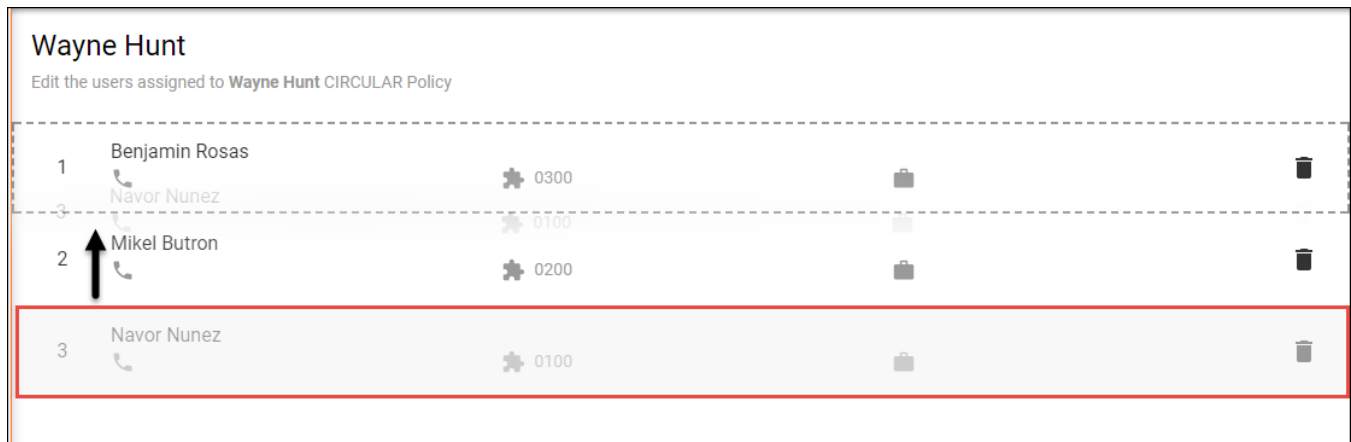 Wayne Hunt
Edit the users assigned to Wayne Hunt CIRCULAR Policy
1 Benjamin Rosas
0300
3 Navor Nunez
0100
2 Mikel Butron
0200
3 Navor Nunez
0100